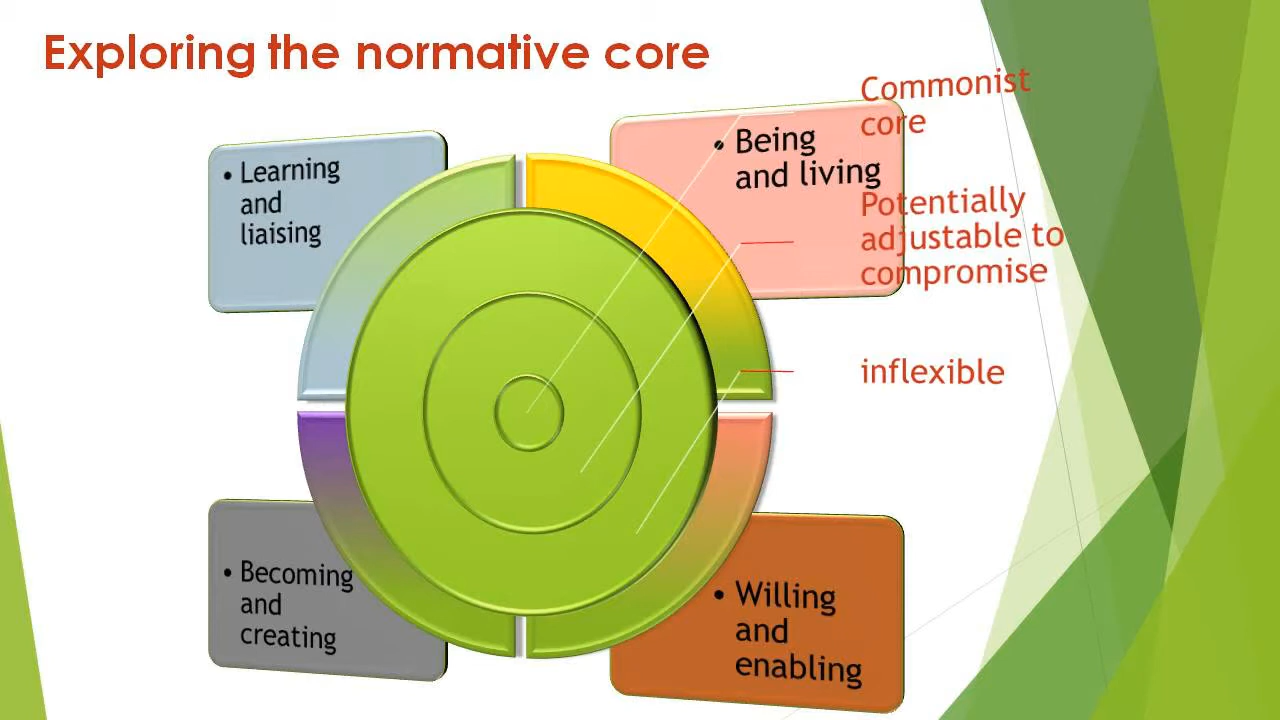 Exploring the normative core
• Learning
and
liaising
• Being
and living
Commonist
core
Potentially
adjustable to
compromise
inflexible
• Becoming
and
creating
• Willing
and
enabling